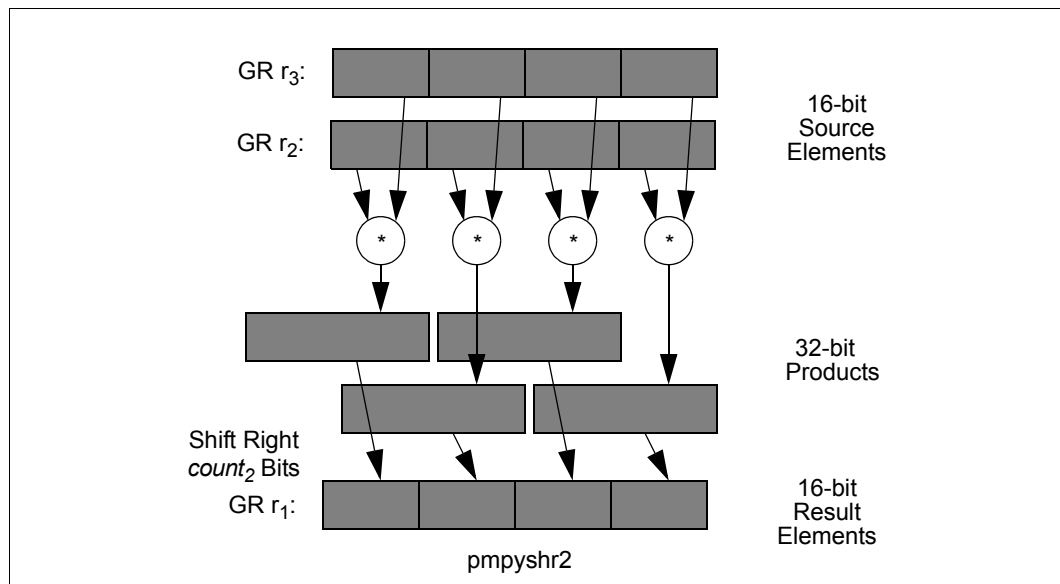 GR r3:
16-bit
Source
Elements
GR r2:
* * * *
32-bit
Products
Shift Right
count2 Bits
GR r1:
16-bit
Result
Elements
pmpyshr2